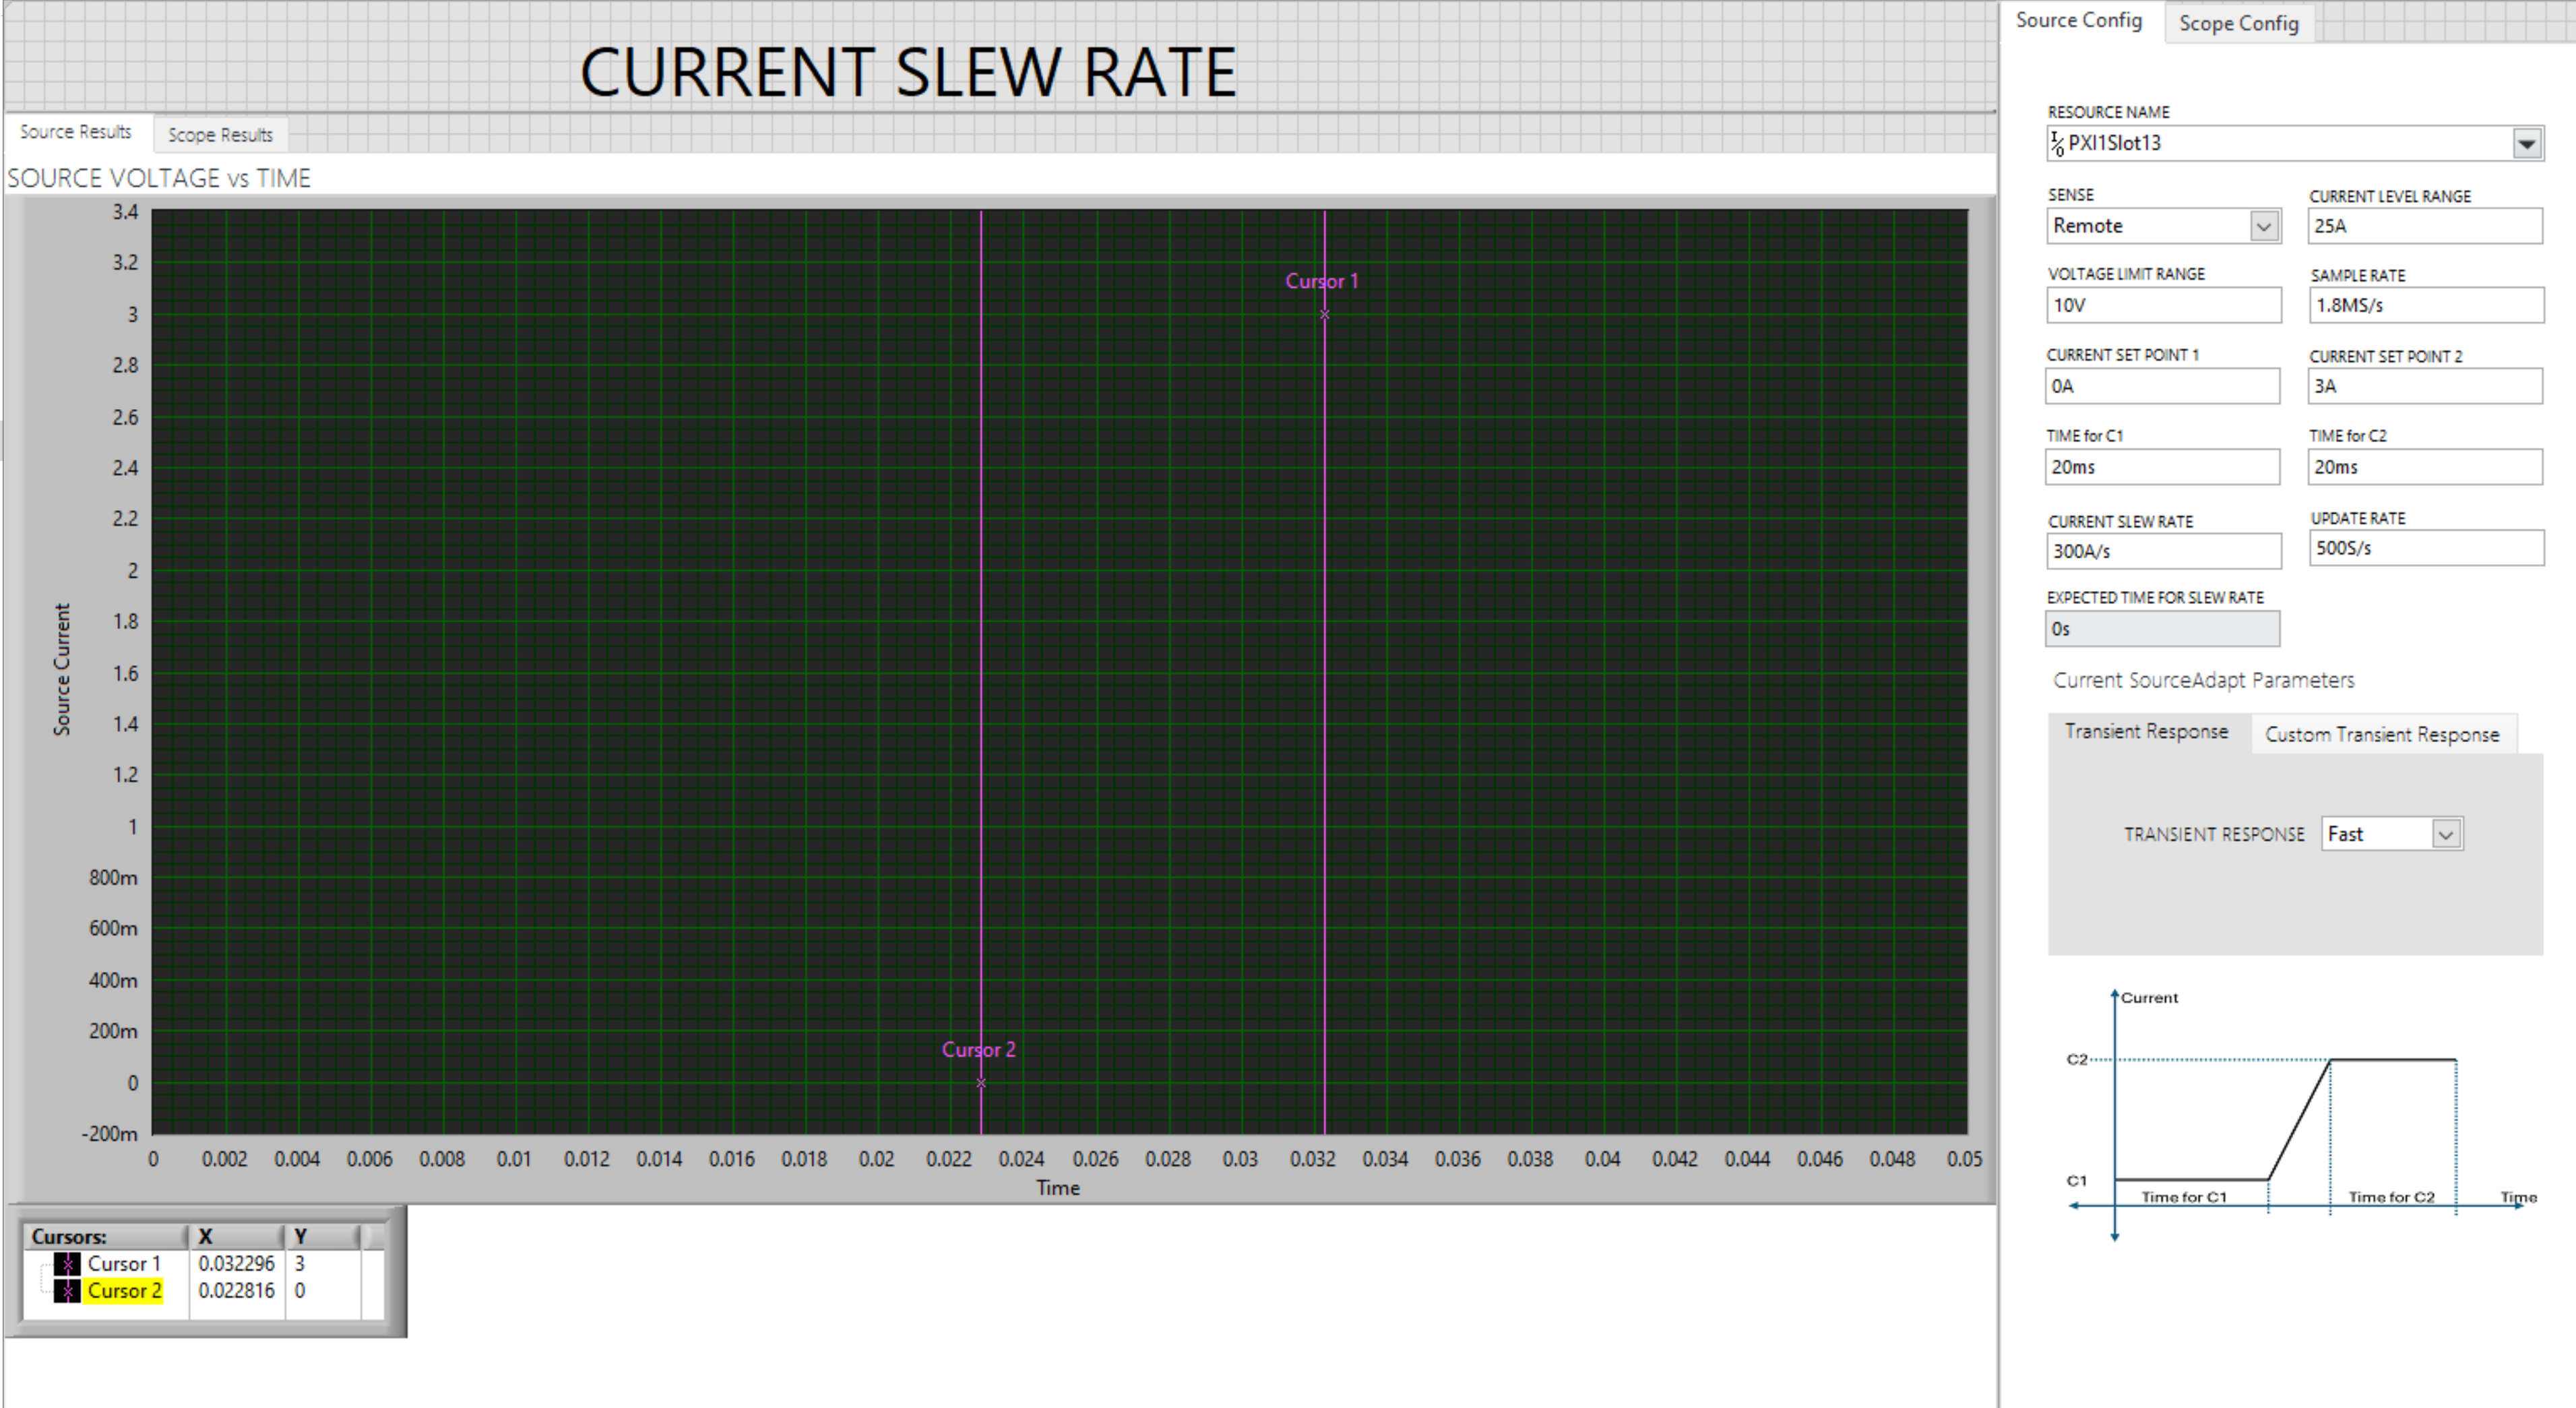 CURRENT SLEW RATE
Source Results
Scope Results
SOURCE VOLTAGE vs TIME
3.4
3.2
3
2.8
2.6
2.4
2.2
2
1.8
1.6
1.4
1.2
1
800m
600m
400m
200m
0
-200m
Source Current
Cursor 1
Cursor 2
0 0.002 0.004 0.006 0.008 0.01 0.012 0.014 0.016 0.018 0.02 0.022 0.024 0.026 0.028 0.03 0.032 0.034 0.036 0.038 0.04 0.042 0.044 0.046 0.048 0.05
Time
Cursors: X Y
Cursor 1 0.032296 3
Cursor 2 0.022816 0
Source Config
Scope Config
RESOURCE NAME
I/O PXI1Slot13
SENSE
Remote
CURRENT LEVEL RANGE
25A
VOLTAGE LIMIT RANGE
10V
SAMPLE RATE
1.8MS/s
CURRENT SET POINT 1
0A
CURRENT SET POINT 2
3A
TIME for C1
20ms
TIME for C2
20ms
CURRENT SLEW RATE
300A/s
UPDATE RATE
500S/s
EXPECTED TIME FOR SLEW RATE
0s
Current SourceAdapt Parameters
Transient Response
Custom Transient Response
TRANSIENT RESPONSE
Fast
Current
C2
C1
Time for C1
Time for C2
Time